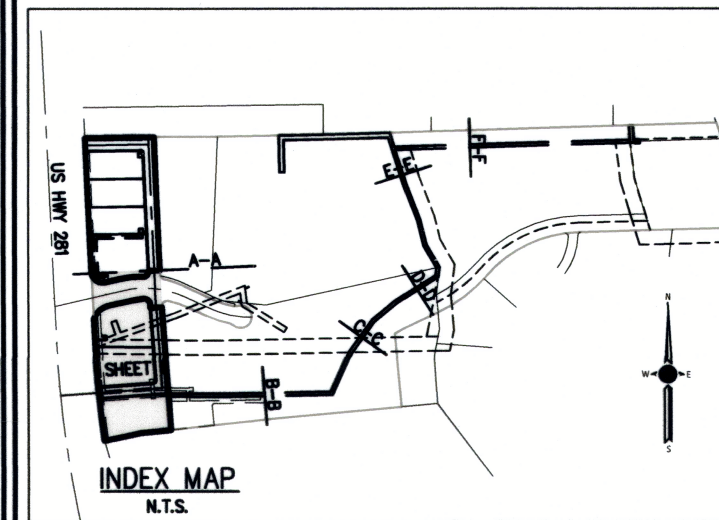 US HWY 281
A-A
F-F
E-E
D-D
C-C
B-B
SHEET
N
W
E
S
INDEX MAP
N.T.S.